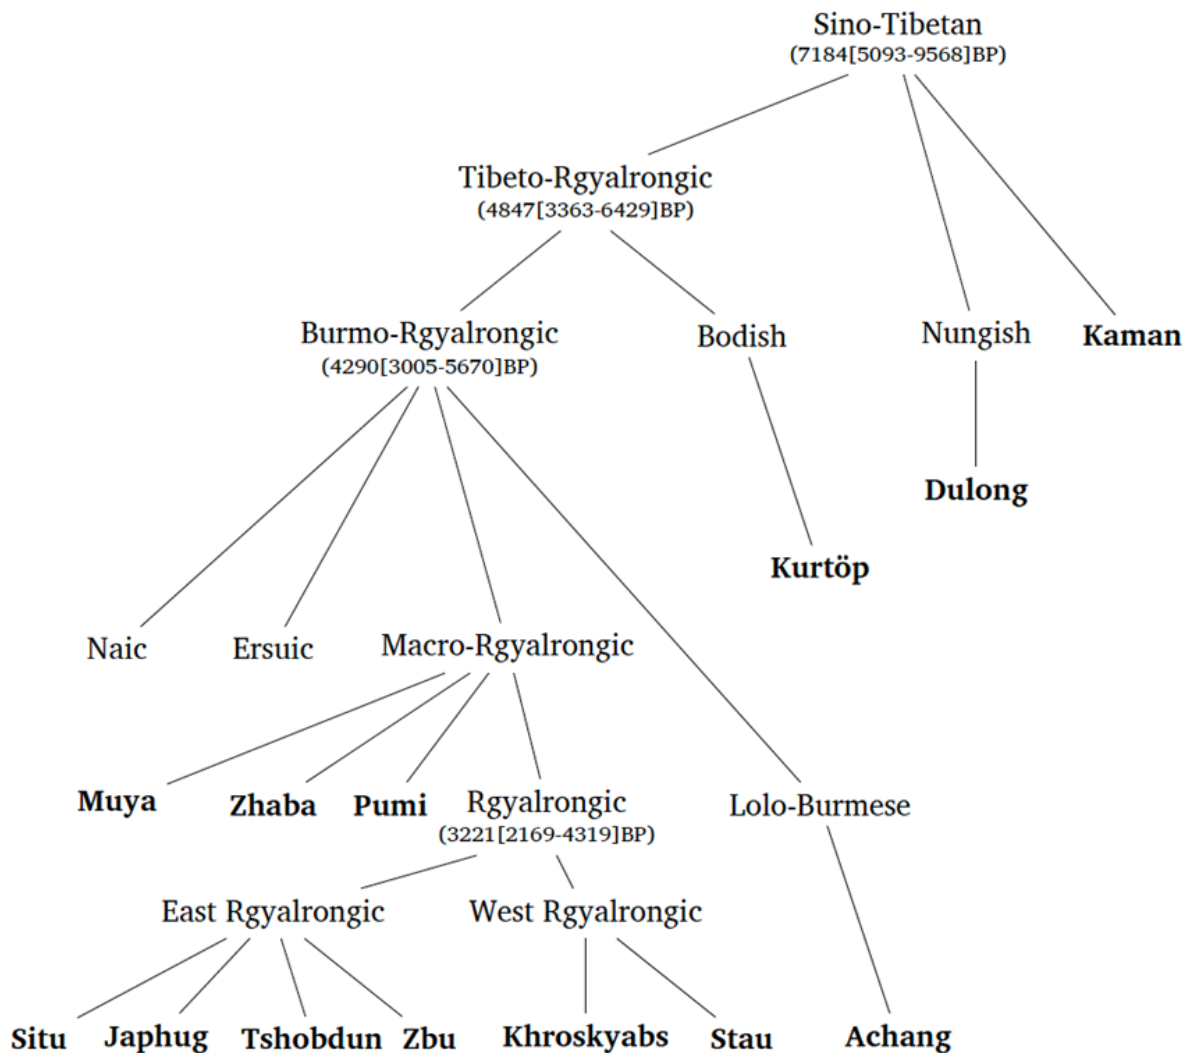 Sino-Tibetan
(7184[5093-9568]BP)
Tibeto-Rgyalrongic
(4847[3363-6429]BP)
Burmo-Rgyalrongic
(4290[3005-5670]BP)
Bodish
Nungish
Kaman
Dulong
Kurtöp
Naic
Ersuic
Macro-Rgyalrongic
Muya
Zhaba
Pumi
Rgyalrongic
(3221[2169-4319]BP)
Lolo-Burmese
East Rgyalrongic
West Rgyalrongic
Situ
Japhug
Tshobdun
Zbu
Khroskyabs
Stau
Achang